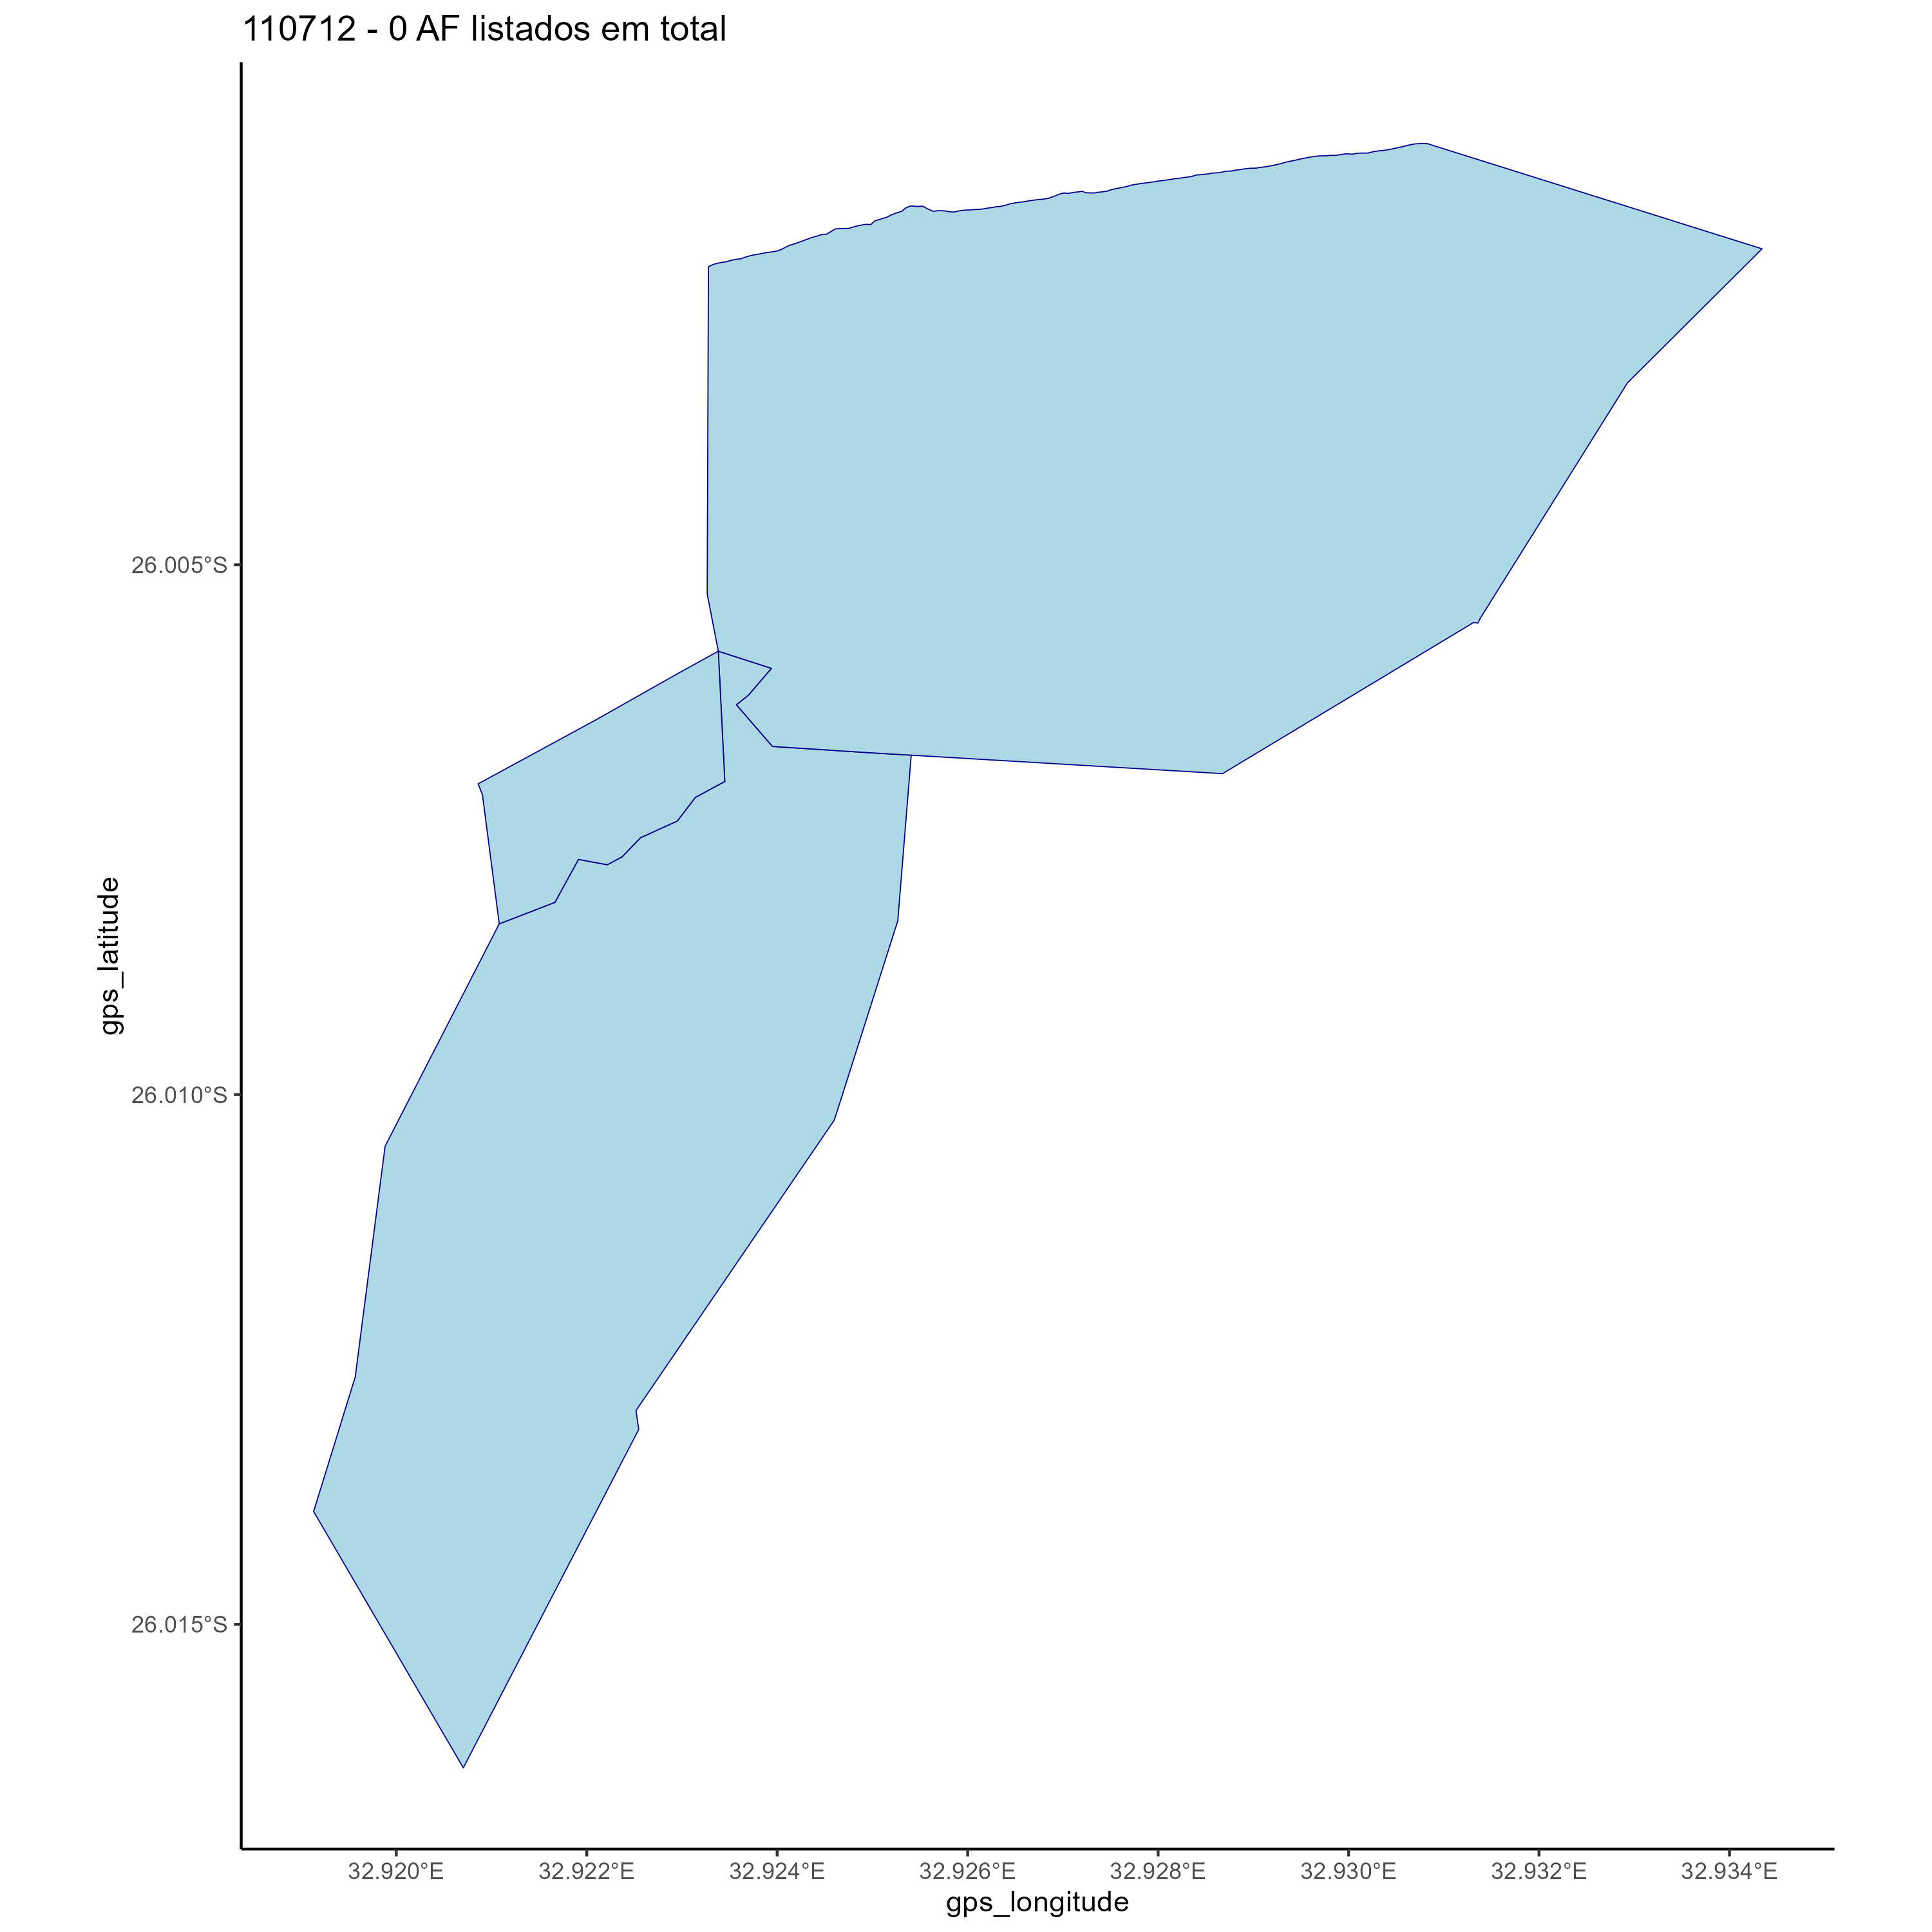 110712 - 0 AF listados em total
26.005°S
26.010°S
26.015°S
gps_latitude
32.920°E 32.922°E 32.924°E 32.926°E 32.928°E 32.930°E 32.932°E 32.934°E
gps_longitude